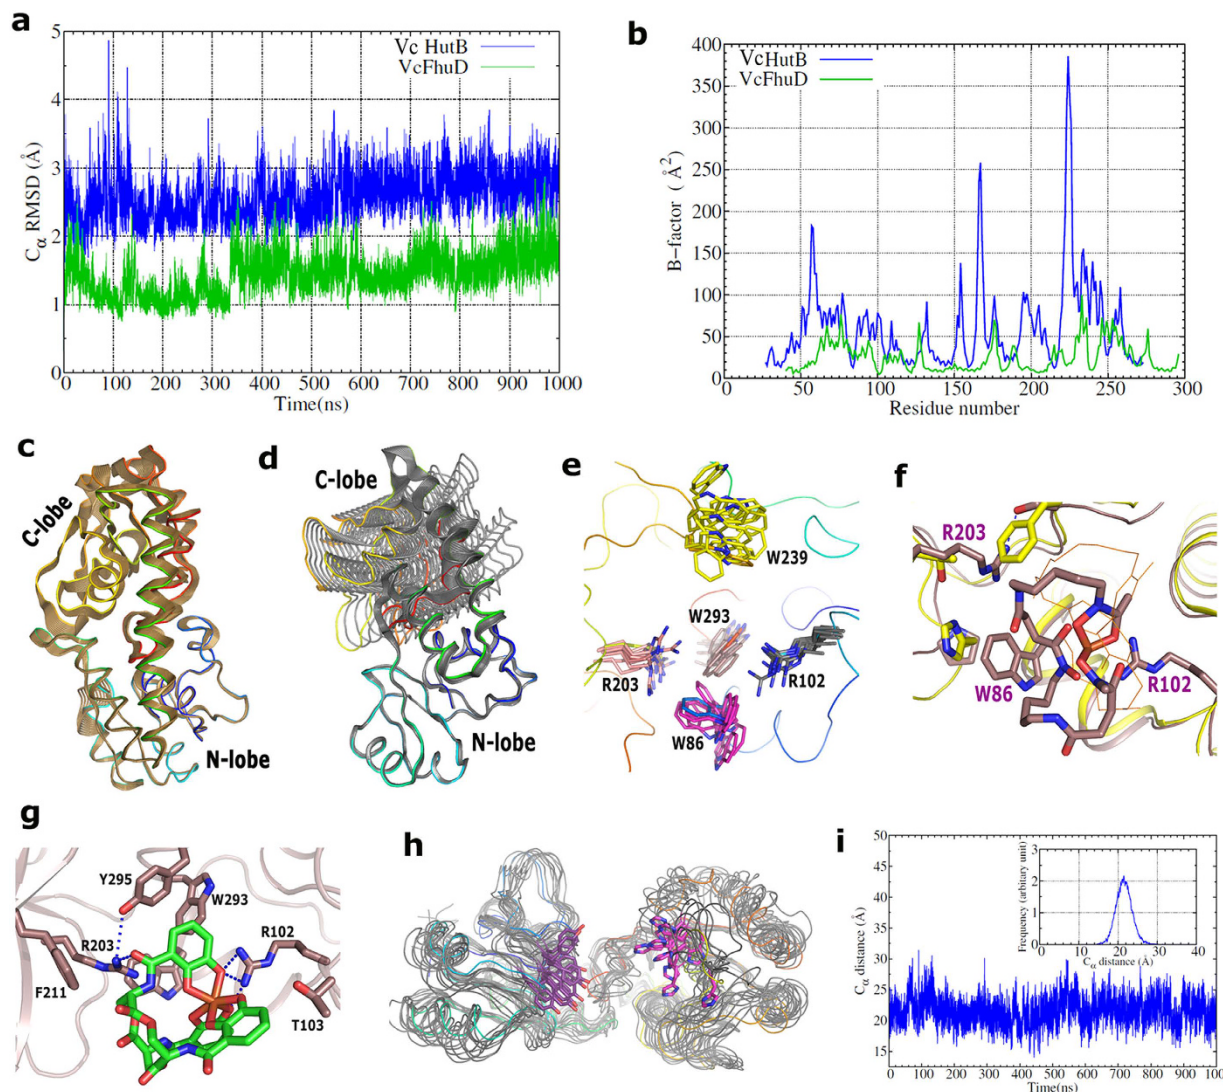 a
Vc HutB
VcFhuD
5
4
3
2
1
0
Cα RMSD (Å)
0 100 200 300 400 500 600 700 800 900 1000
Time(ns)
b
VcHutB
VcFhuD
400
350
300
250
200
150
100
50
0
B−factor ( Å2)
0 50 100 150 200 250 300
Residue number
c
C-lobe
N-lobe
d
C-lobe
N-lobe
e
W239
W293
R203
R102
W86
f
R203
W86
R102
g
Y295
W293
R203
R102
F211
T103
h
i
50
45
40
35
30
25
20
15
Cα distance (Å)
0 100 200 300 400 500 600 700 800 900 1000
Time(ns)
3
2
1
0
Frequency (arbitary unit)
0 10 20 30 40
Cα distance (Å)